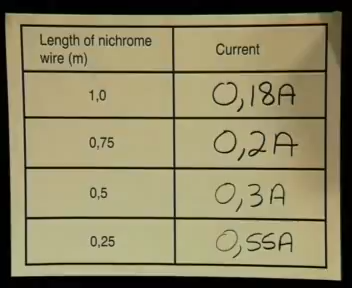 Length of nichrome
wire (m)
Current
1,0
0,18A
0,75
0,2A
0,5
0,3A
0,25
0,55A